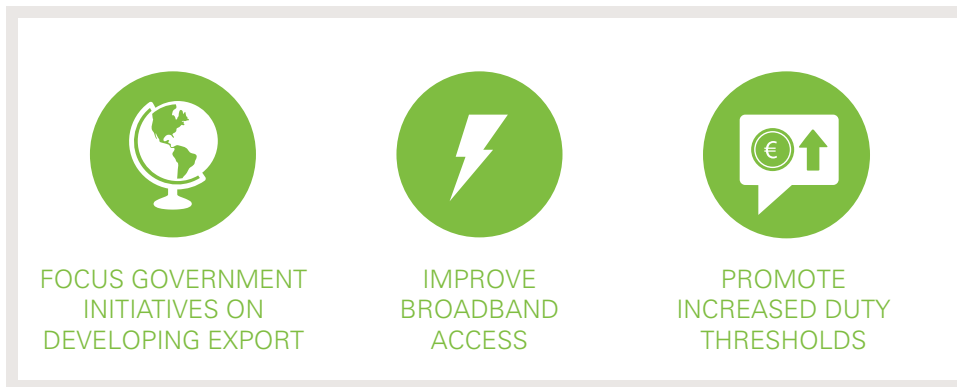 €
FOCUS GOVERNMENT
INITIATIVES ON
DEVELOPING EXPORT
IMPROVE
BROADBAND
ACCESS
PROMOTE
INCREASED DUTY
THRESHOLDS